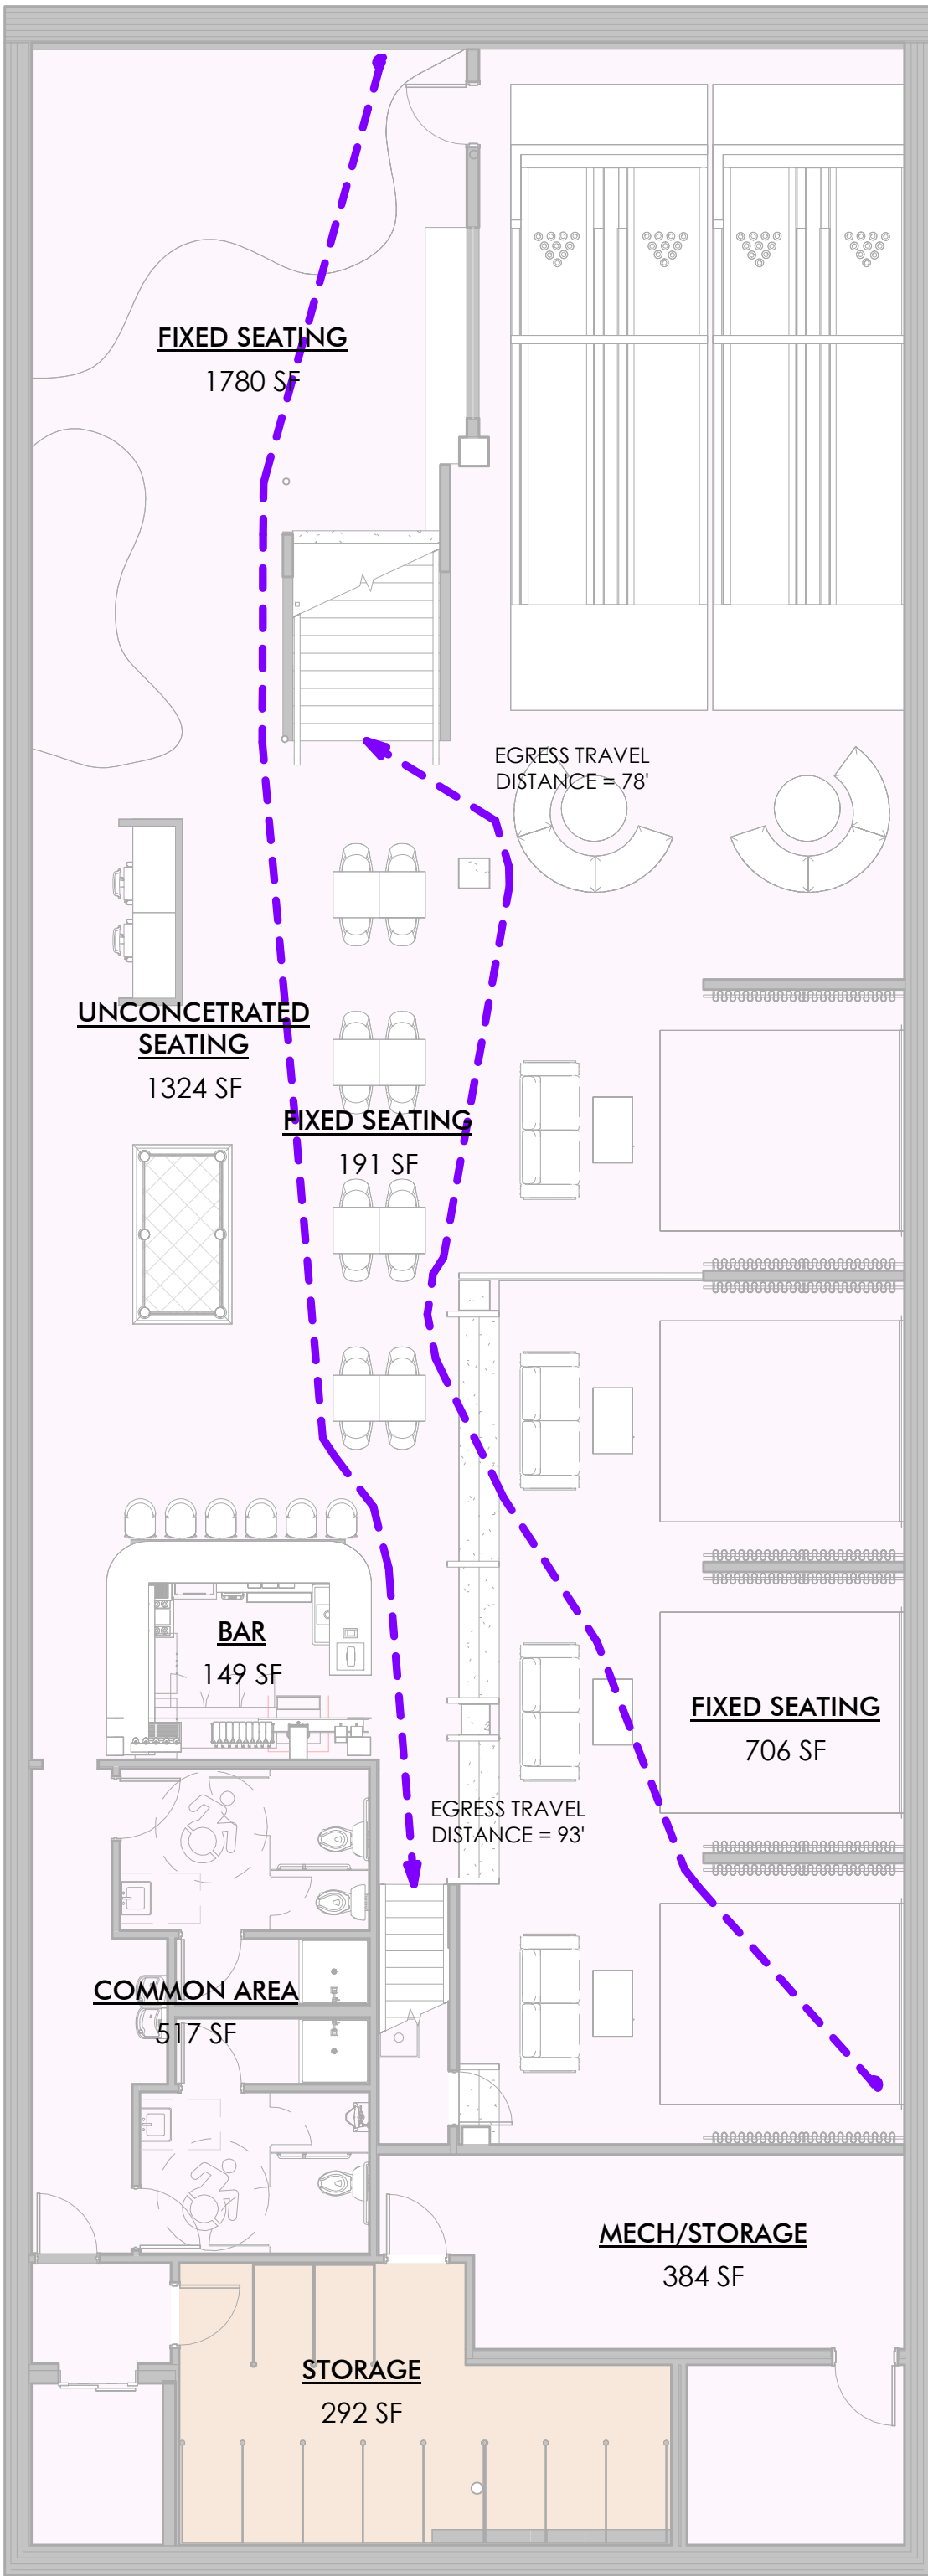 FIXED SEATING
1780 SF
EGRESS TRAVEL
DISTANCE = 78'
UNCONCETRATED
SEATING
1324 SF
FIXED SEATING
191 SF
BAR
149 SF
FIXED SEATING
706 SF
EGRESS TRAVEL
DISTANCE = 93'
COMMON AREA
517 SF
MECH/STORAGE
384 SF
STORAGE
292 SF